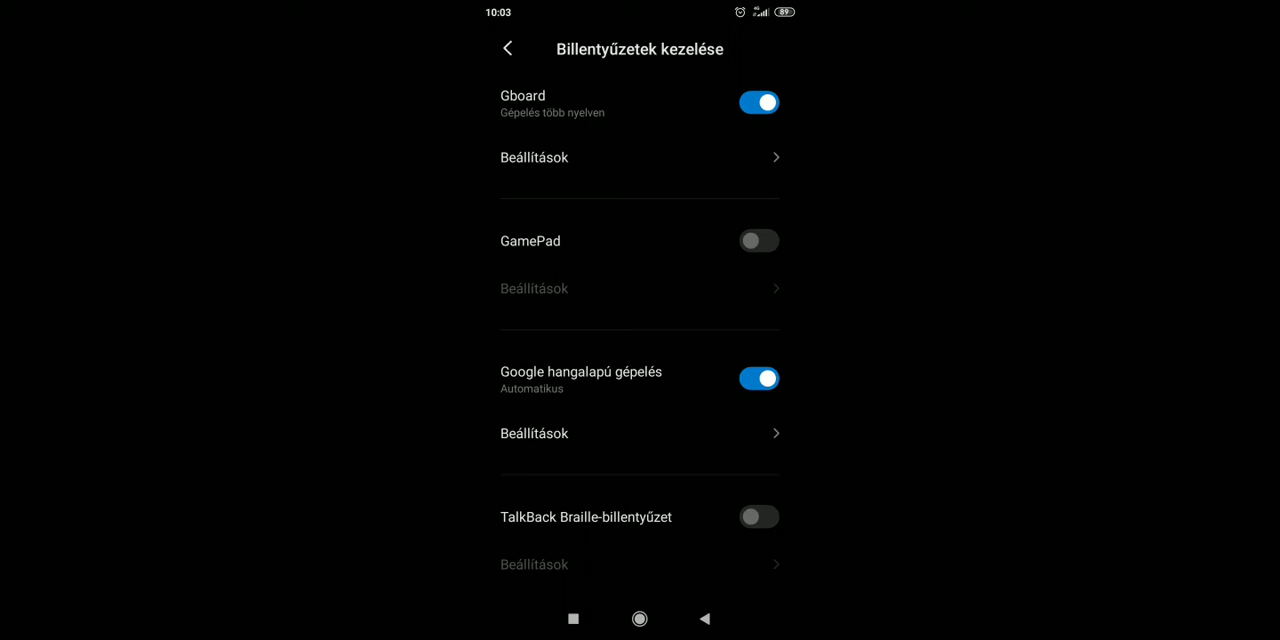 10:03
4G
89
Billentyűzetek kezelése
Gboard
Gépelés több nyelven
Beállítások
GamePad
Beállítások
Google hangalapú gépelés
Automatikus
Beállítások
TalkBack Braille-billentyűzet
Beállítások